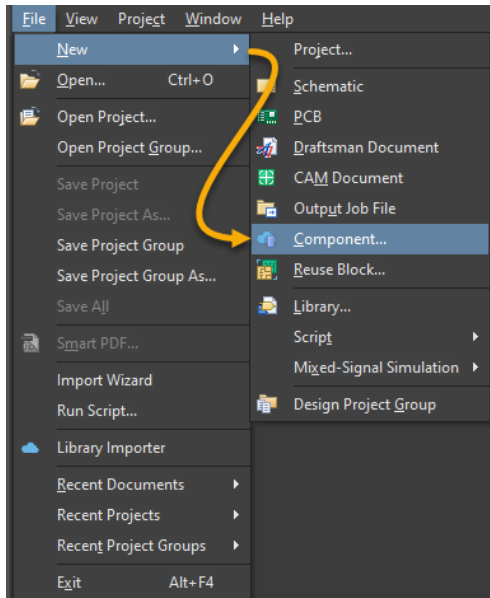 File View Project Window Help
New
Open... Ctrl+O
Open Project...
Open Project Group...
Save Project
Save Project As...
Save Project Group
Save Project Group As...
Save All
Smart PDF...
Import Wizard
Run Script...
Library Importer
Recent Documents
Recent Projects
Recent Project Groups
Exit Alt+F4
Project...
Schematic
PCB
Draftsman Document
CAM Document
Output Job File
Component...
Reuse Block...
Library...
Script
Mixed-Signal Simulation
Design Project Group